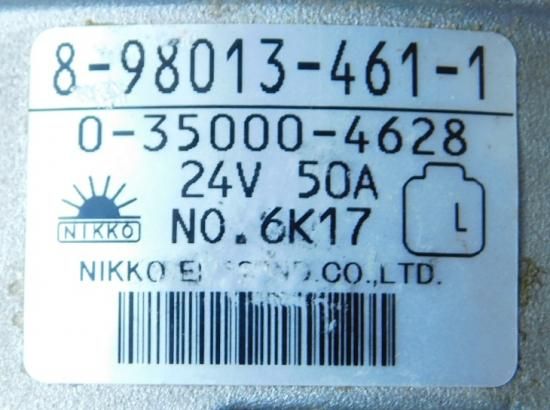 8-98013-461-1
0-35000-4628
24V 50A
NIKKO
NO.6K17
L
NIKKO CO.,LTD.